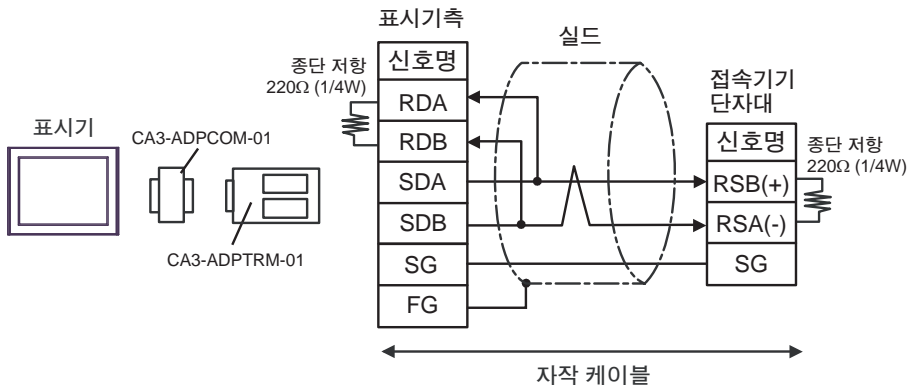 표시기측
실드
신호명
종단 저항
220Ω (1/4W)
RDA
RDB
SDA
SDB
SG
FG
표시기
CA3-ADPCOM-01
CA3-ADPTRM-01
접속기기
단자대
신호명
RSB(+)
RSA(-)
SG
종단 저항
220Ω (1/4W)
자작 케이블